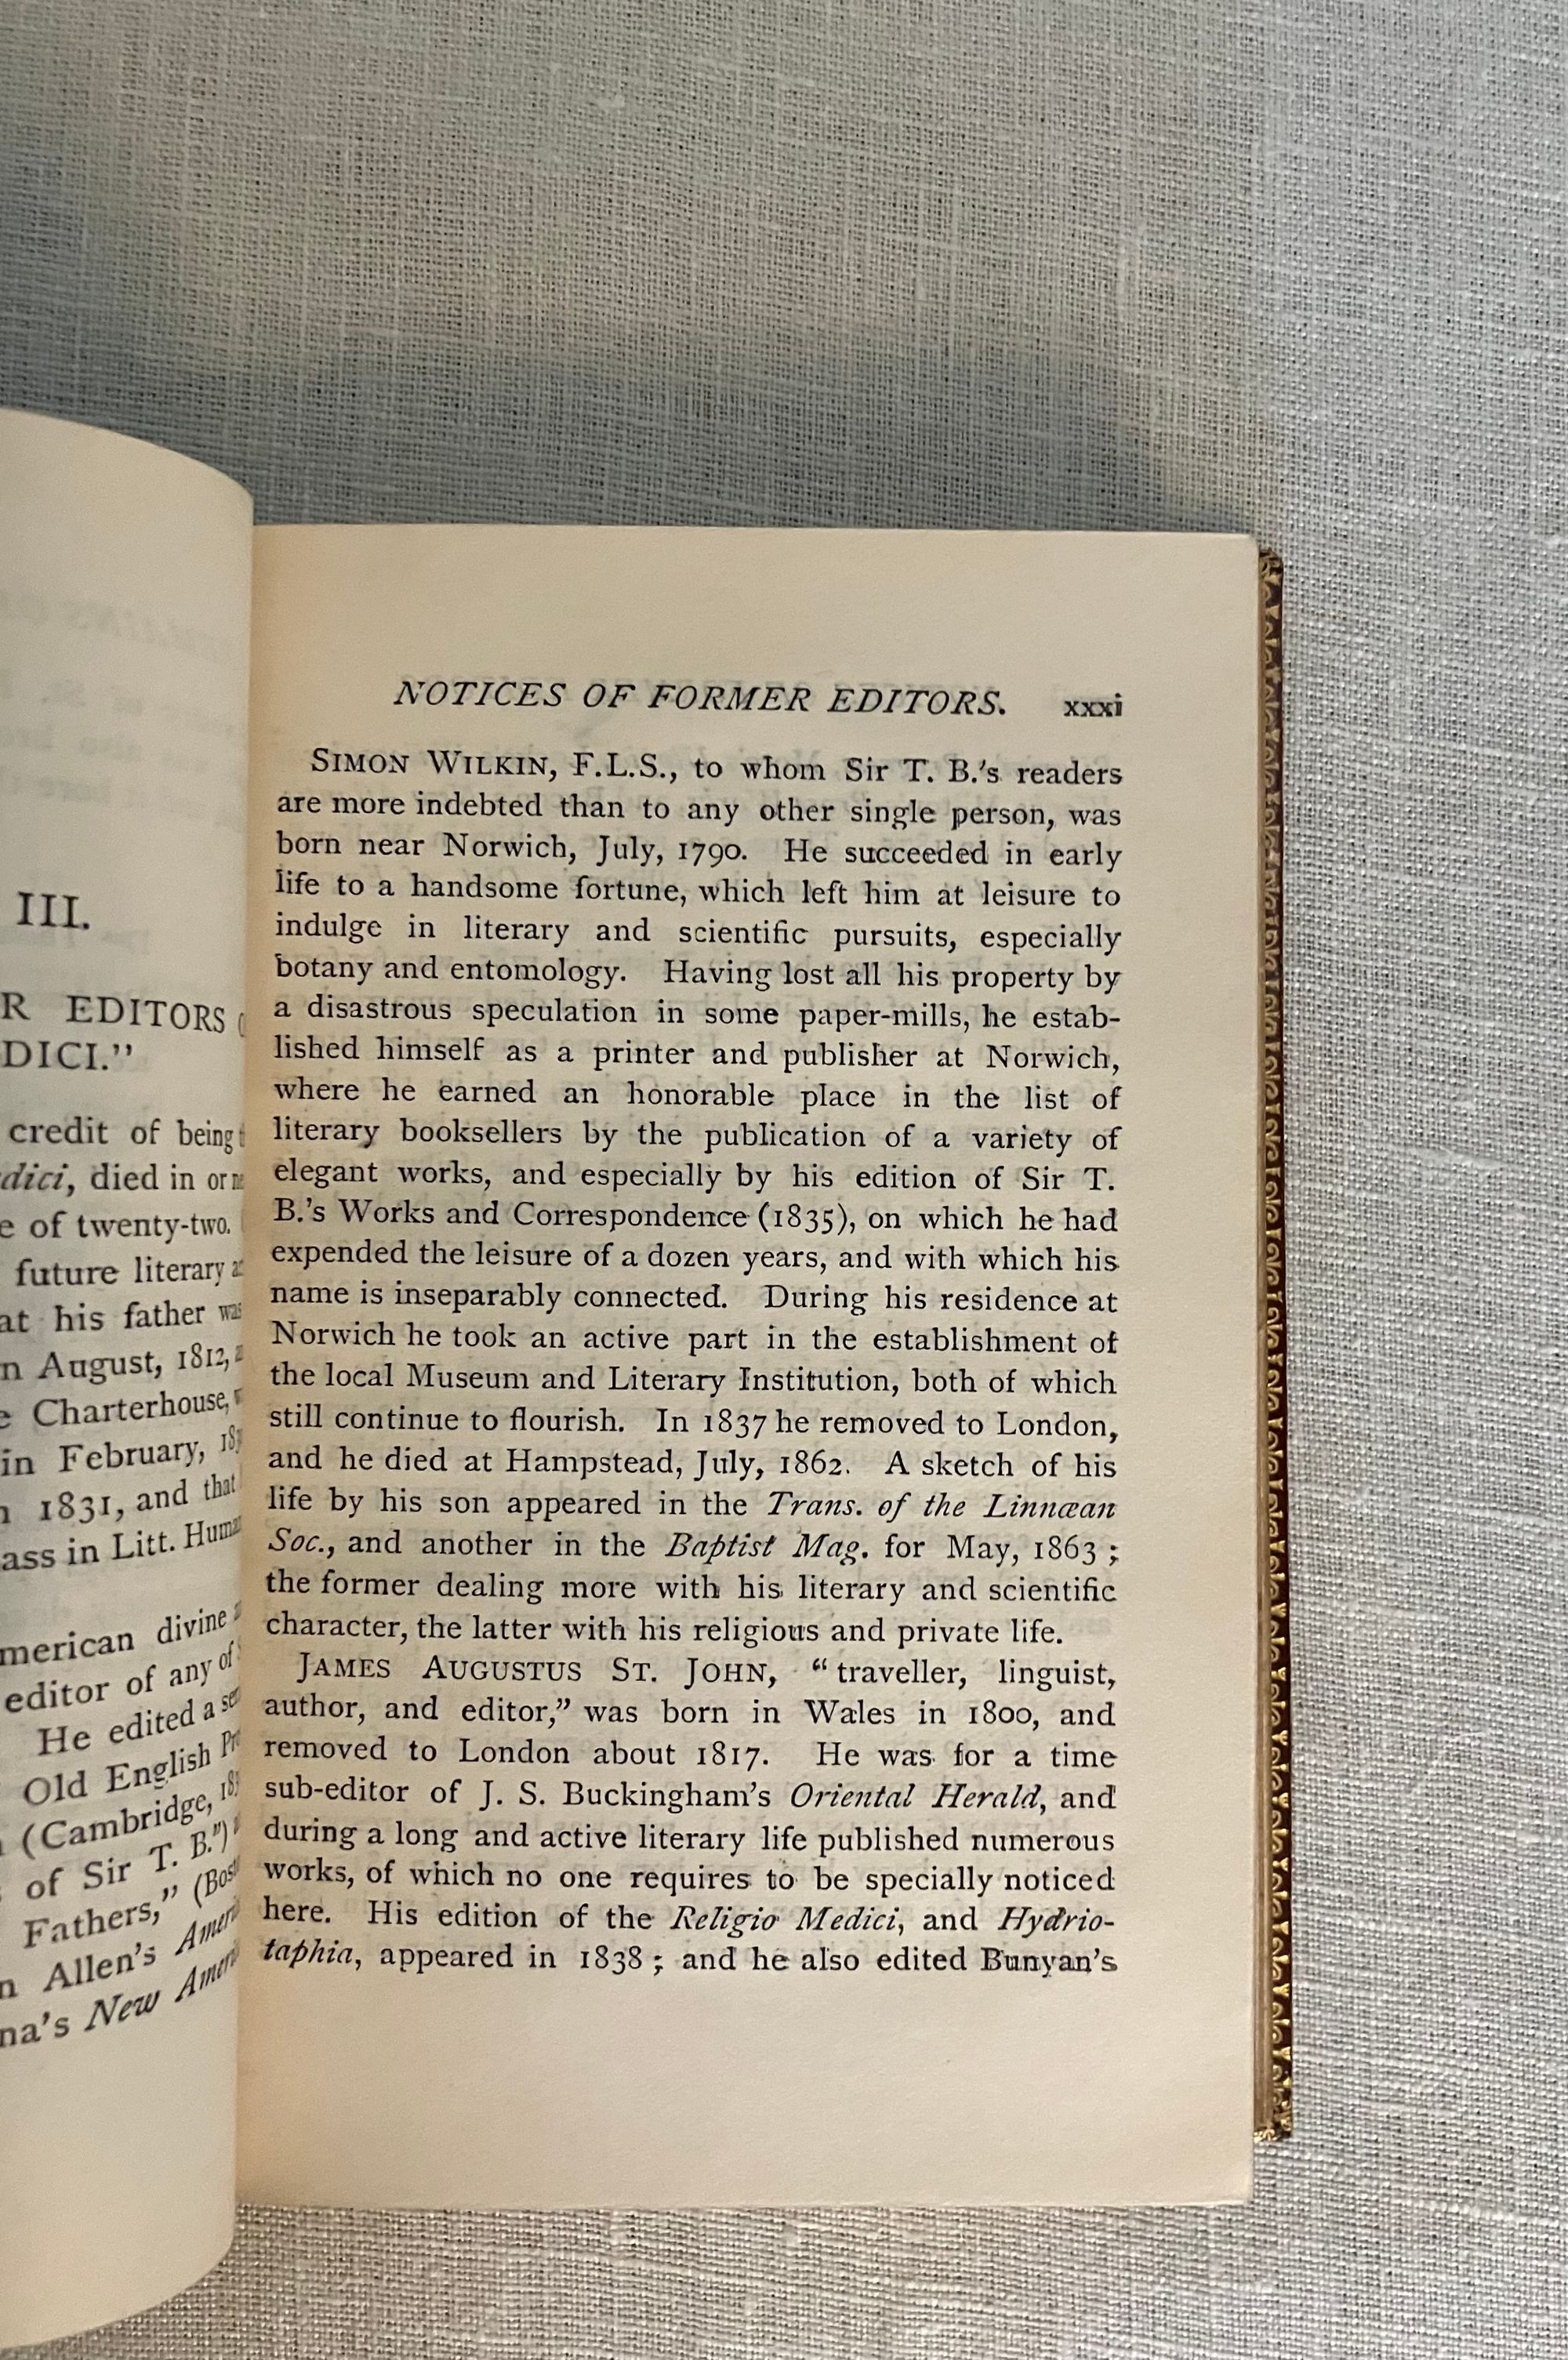 III.
R EDITORS
DICI.”
credit of being
dici, died in or
e of twenty-two.
future literary
at his father was
n August, 1812,
e Charterhouse,
in February,
1831, and that
ass in Litt.
merican divine
editor of any of
He edited a
Old English
(Cambridge,
of Sir T. B.”)
Fathers,”
n Allen’s
na’s New
NOTICES OF FORMER EDITORS. xxxi
SIMON WILKIN, F.L.S., to whom Sir T. B.’s readers
are more indebted than to any other single person, was
born near Norwich, July, 1790. He succeeded in early
life to a handsome fortune, which left him at leisure to
indulge in literary and scientific pursuits, especially
botany and entomology. Having lost all his property by
a disastrous speculation in some paper-mills, he estab-
lished himself as a printer and publisher at Norwich,
where he earned an honorable place in the list of
literary booksellers by the publication of a variety of
elegant works, and especially by his edition of Sir T.
B.’s Works and Correspondence (1835), on which he had
expended the leisure of a dozen years, and with which his
name is inseparably connected. During his residence at
Norwich he took an active part in the establishment of
the local Museum and Literary Institution, both of which
still continue to flourish. In 1837 he removed to London,
and he died at Hampstead, July, 1862. A sketch of his
life by his son appeared in the Trans. of the Linnæan
Soc., and another in the Baptist Mag. for May, 1863 ;
the former dealing more with his literary and scientific
character, the latter with his religious and private life.
JAMES AUGUSTUS ST. JOHN, “traveller, linguist,
author, and editor,” was born in Wales in 1800, and
removed to London about 1817. He was for a time
sub-editor of J. S. Buckingham’s Oriental Herald, and
during a long and active literary life published numerous
works, of which no one requires to be specially noticed
here. His edition of the Religio Medici, and Hydrio-
taphia, appeared in 1838 ; and he also edited Bunyan’s